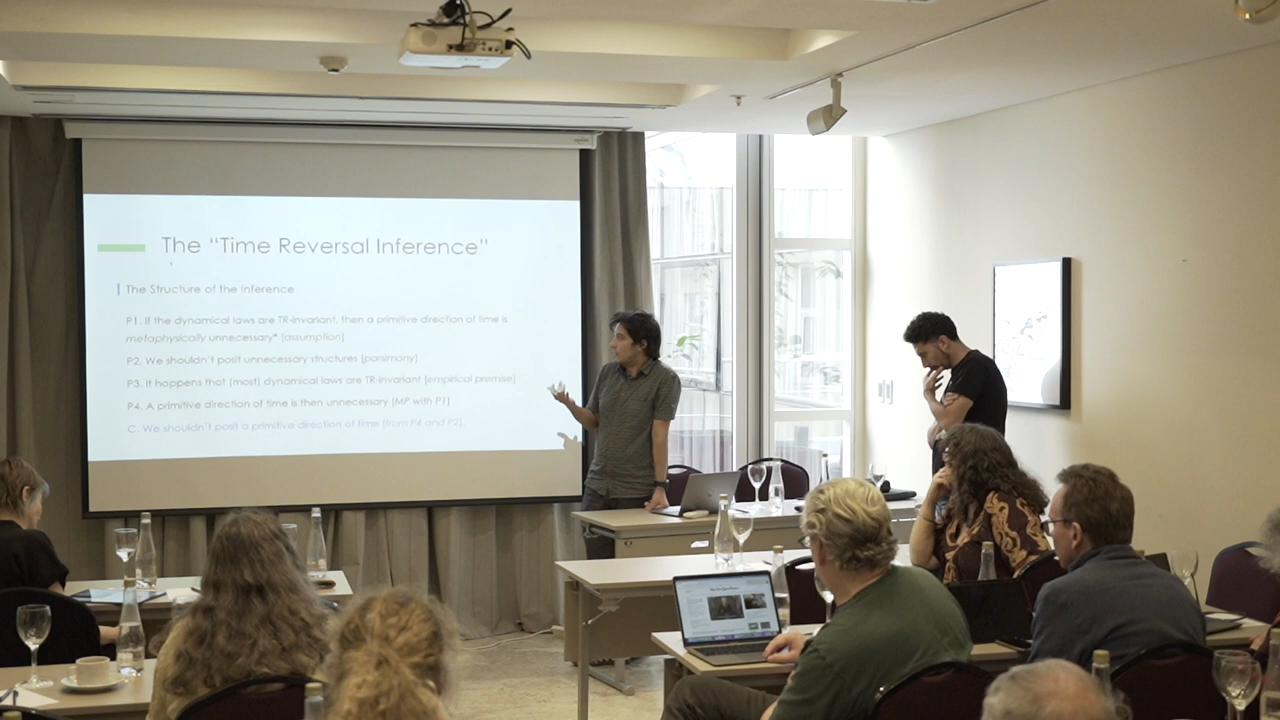 The “Time Reversal Inference”
The Structure of the Inference
P1. If the dynamical laws are TR-invariant, then a primitive direction of time is
metaphysically unnecessary* [assumption]
P2. We shouldn't posit unnecessary structures [parsimony]
P3. It happens that (most) dynamical laws are TR-invariant [empirical premise]
P4. A primitive direction of time is then unnecessary [MP with P1]
C. We shouldn't posit a primitive direction of time [from P4 and P2].